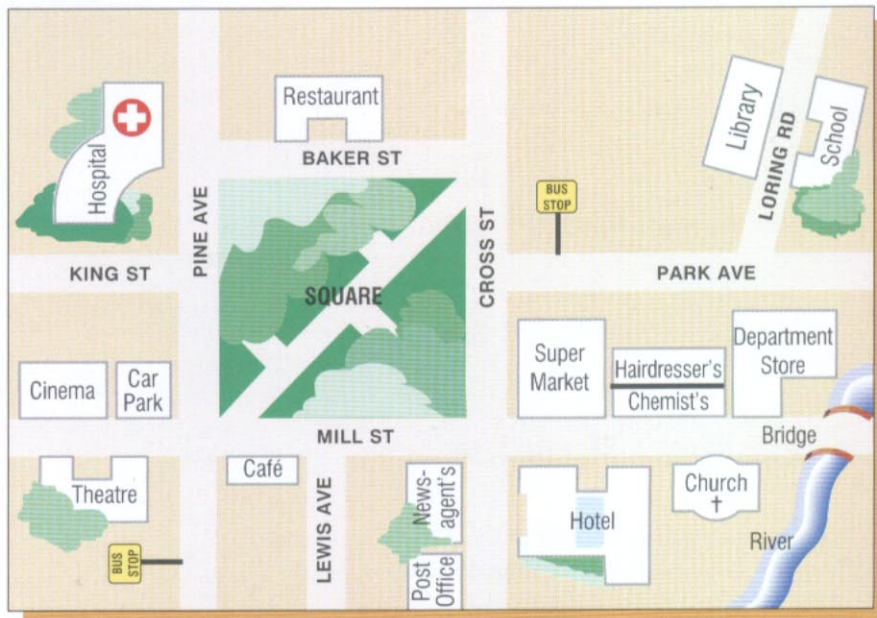 Restaurant
BAKER ST
Hospital
PINE AVE
KING ST
SQUARE
CROSS ST
BUS
STOP
Library
LORING RD
School
PARK AVE
Cinema
Car
Park
Super
Market
Hairdresser's
Chemist's
Department
Store
MILL ST
Bridge
Theatre
Café
LEWIS AVE
News-
agent's
Hotel
Church
River
BUS
STOP
Post
Office